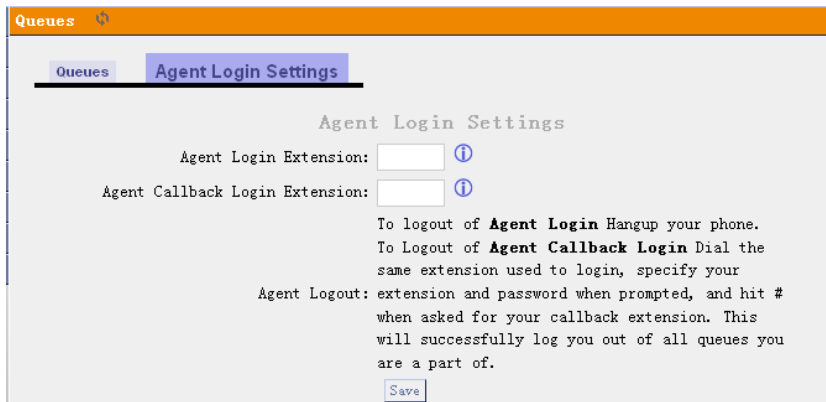 Queues
Queues Agent Login Settings
Agent Login Settings
Agent Login Extension:
Agent Callback Login Extension:
To logout of Agent Login Hangup your phone.
To Logout of Agent Callback Login Dial the
same extension used to login, specify your
Agent Logout: extension and password when prompted, and hit #
when asked for your callback extension. This
will successfully log you out of all queues you
are a part of.
Save